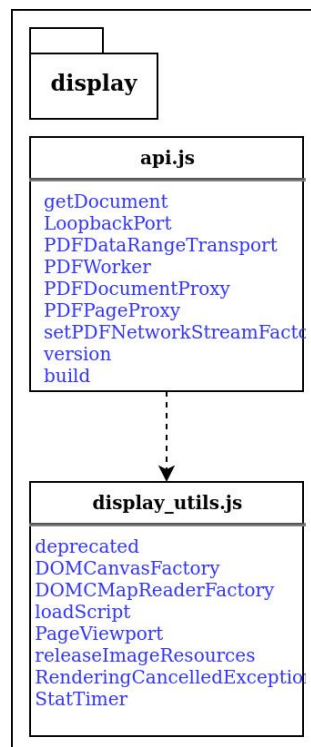 display
api.js
getDocument
LoopbackPort
PDFDataRangeTransport
PDFWorker
PDFDocumentProxy
PDFPageProxy
setPDFNetworkStreamFacto
version
build
display_utils.js
deprecated
DOMCanvasFactory
DOMCMapReaderFactory
loadScript
PageViewport
releaseImageResources
RenderingCancelledException
StatTimer